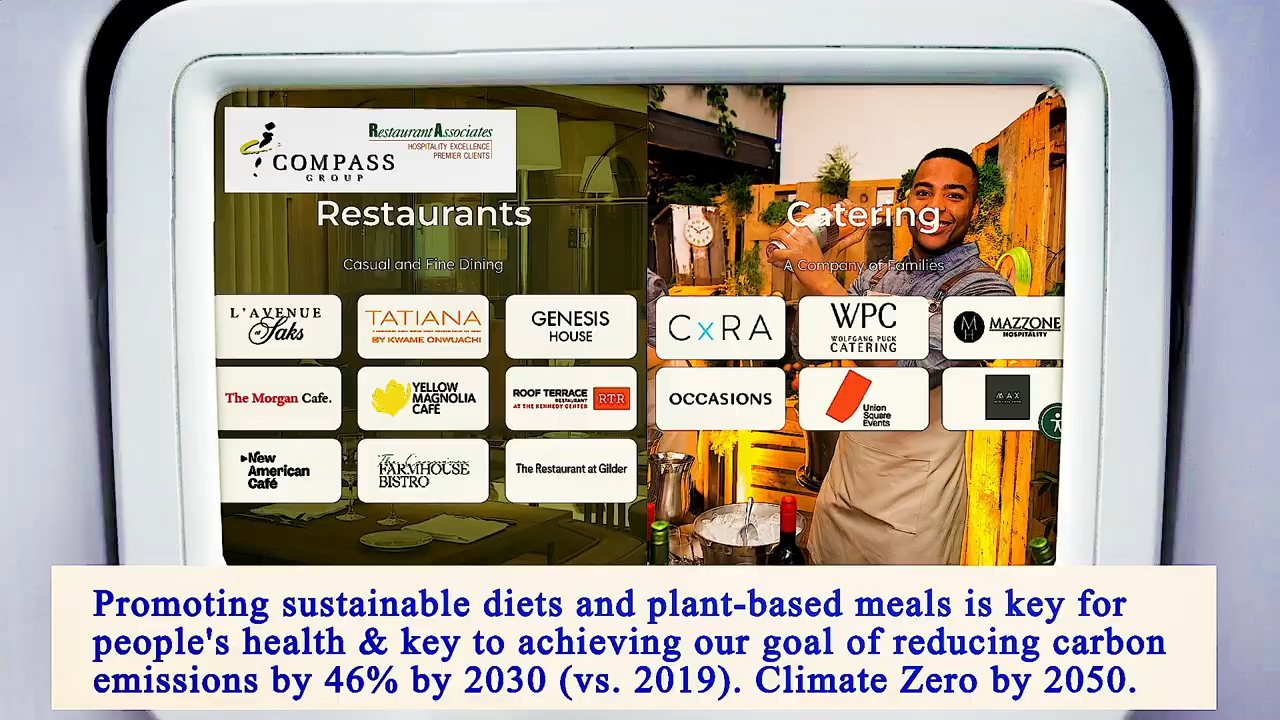 COMPASS
GROUP
Restaurant Associates
HOSPITALITY EXCELLENCE
PREMIER CLIENTS
Restaurants
Casual and Fine Dining
L'AVENUE
Saks
TATIANA
BY KWAME ONWUACHI
GENESIS
HOUSE
The Morgan Cafe.
YELLOW
MAGNOLIA
CAFÉ
ROOF TERRACE
RESTAURANT
AT THE KENNEDY CENTER
RTR
New
American
Café
FARMHOUSE
BISTRO
The Restaurant at Gilder
Catering
A Company of Families
CxRA
WPC
WOLFGANG PUCK
CATERING
M
H
MAZZONE
HOSPITALITY
OCCASIONS
Union
Square
Events
MAX
Promoting sustainable diets and plant-based meals is key for
people's health & key to achieving our goal of reducing carbon
emissions by 46% by 2030 (vs. 2019). Climate Zero by 2050.